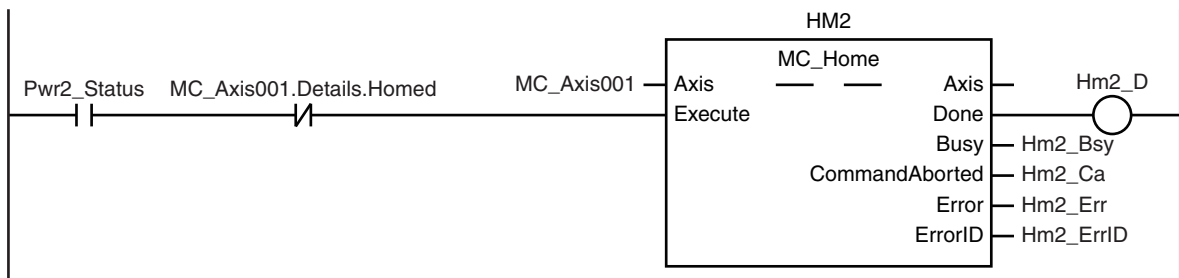 HM2
MC_Home
Pwr2_Status MC_Axis001.Details.Homed MC_Axis001 Axis Axis Hm2_D
Execute Done
Busy Hm2_Bsy
CommandAborted Hm2_Ca
Error Hm2_Err
ErrorID Hm2_ErrID